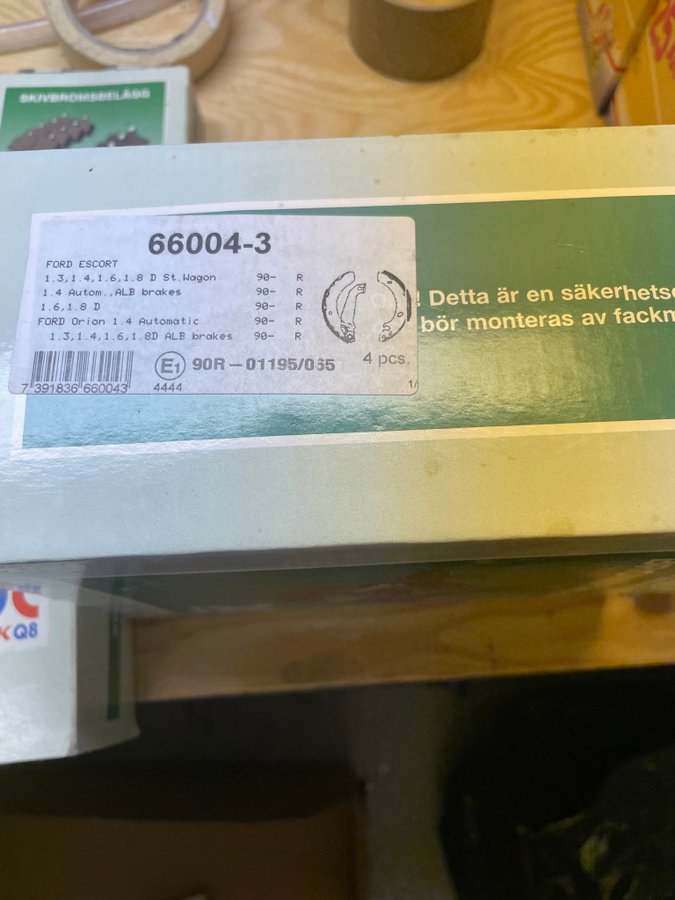 SKIVBROMSBELÄGG
66004-3
FORD ESCORT
1.3,1.4,1.6,1.8 D St.Wagon 90- R
1.4 Autom.,ALB brakes 90- R
1.6,1.8 D 90- R
FORD Orion 1.4 Automatic 90- R
1.3,1.4,1.6,1.8D ALB brakes 90- R
E1 90R-01195/065
4 pcs.
7 391836 660043
4444
1/
! Detta är en säkerhets
bör monteras av fackm
KQ8